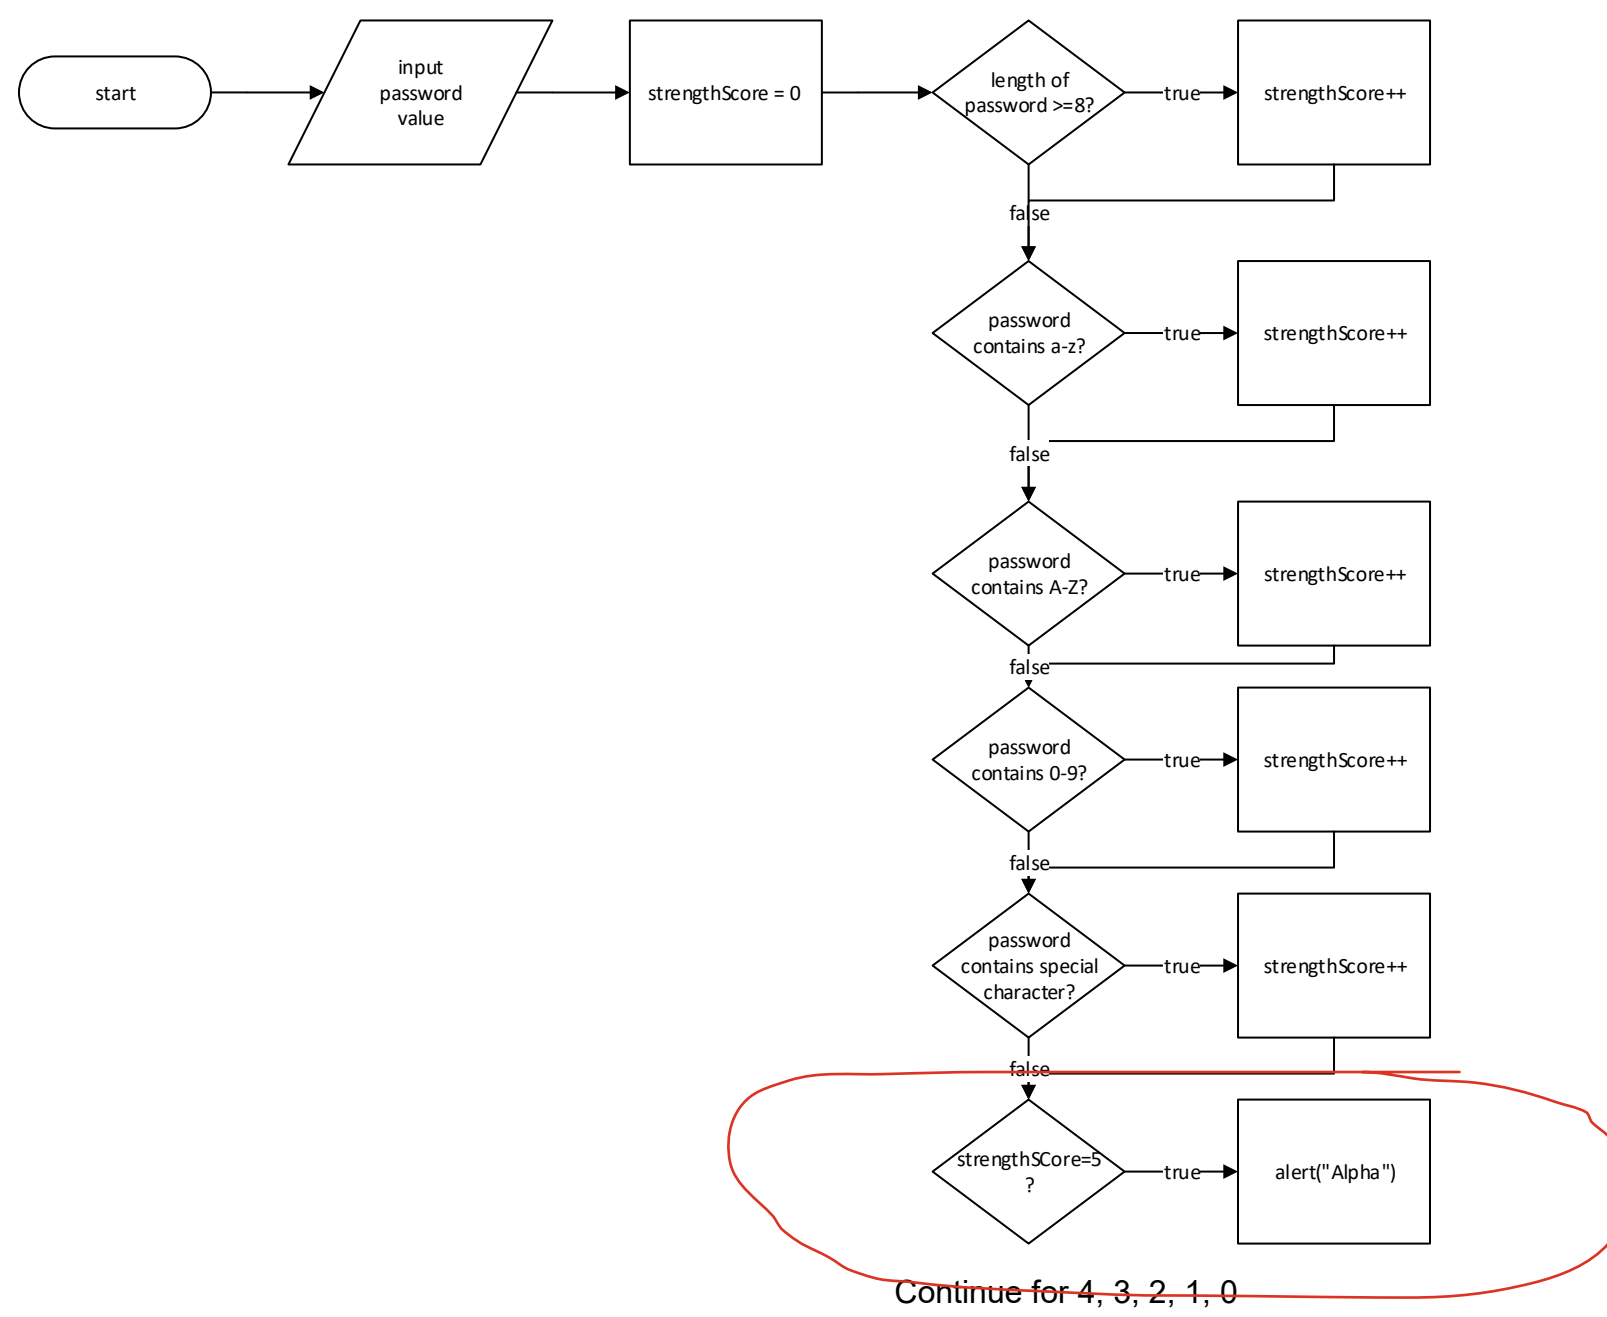 start
input
password
value
strengthScore = 0
length of
password >=8?
true
strengthScore++
false
password
contains a-z?
true
strengthScore++
false
password
contains A-Z?
true
strengthScore++
false
password
contains 0-9?
true
strengthScore++
false
password
contains special
character?
true
strengthScore++
false
strengthSCore=5
?
true
alert("Alpha")
Continue for 4, 3, 2, 1, 0